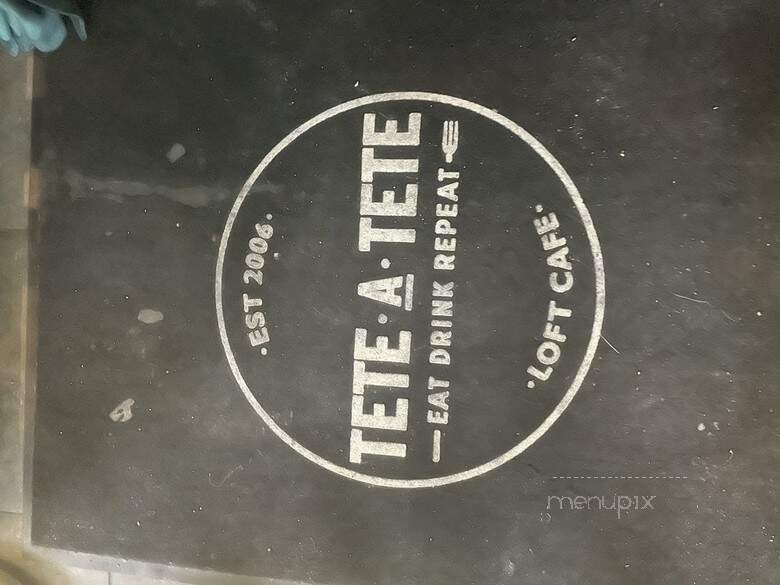 ·EST 2006·
TETE·A·TETE
EAT DRINK REPEAT
·LOFT CAFE·
menupix